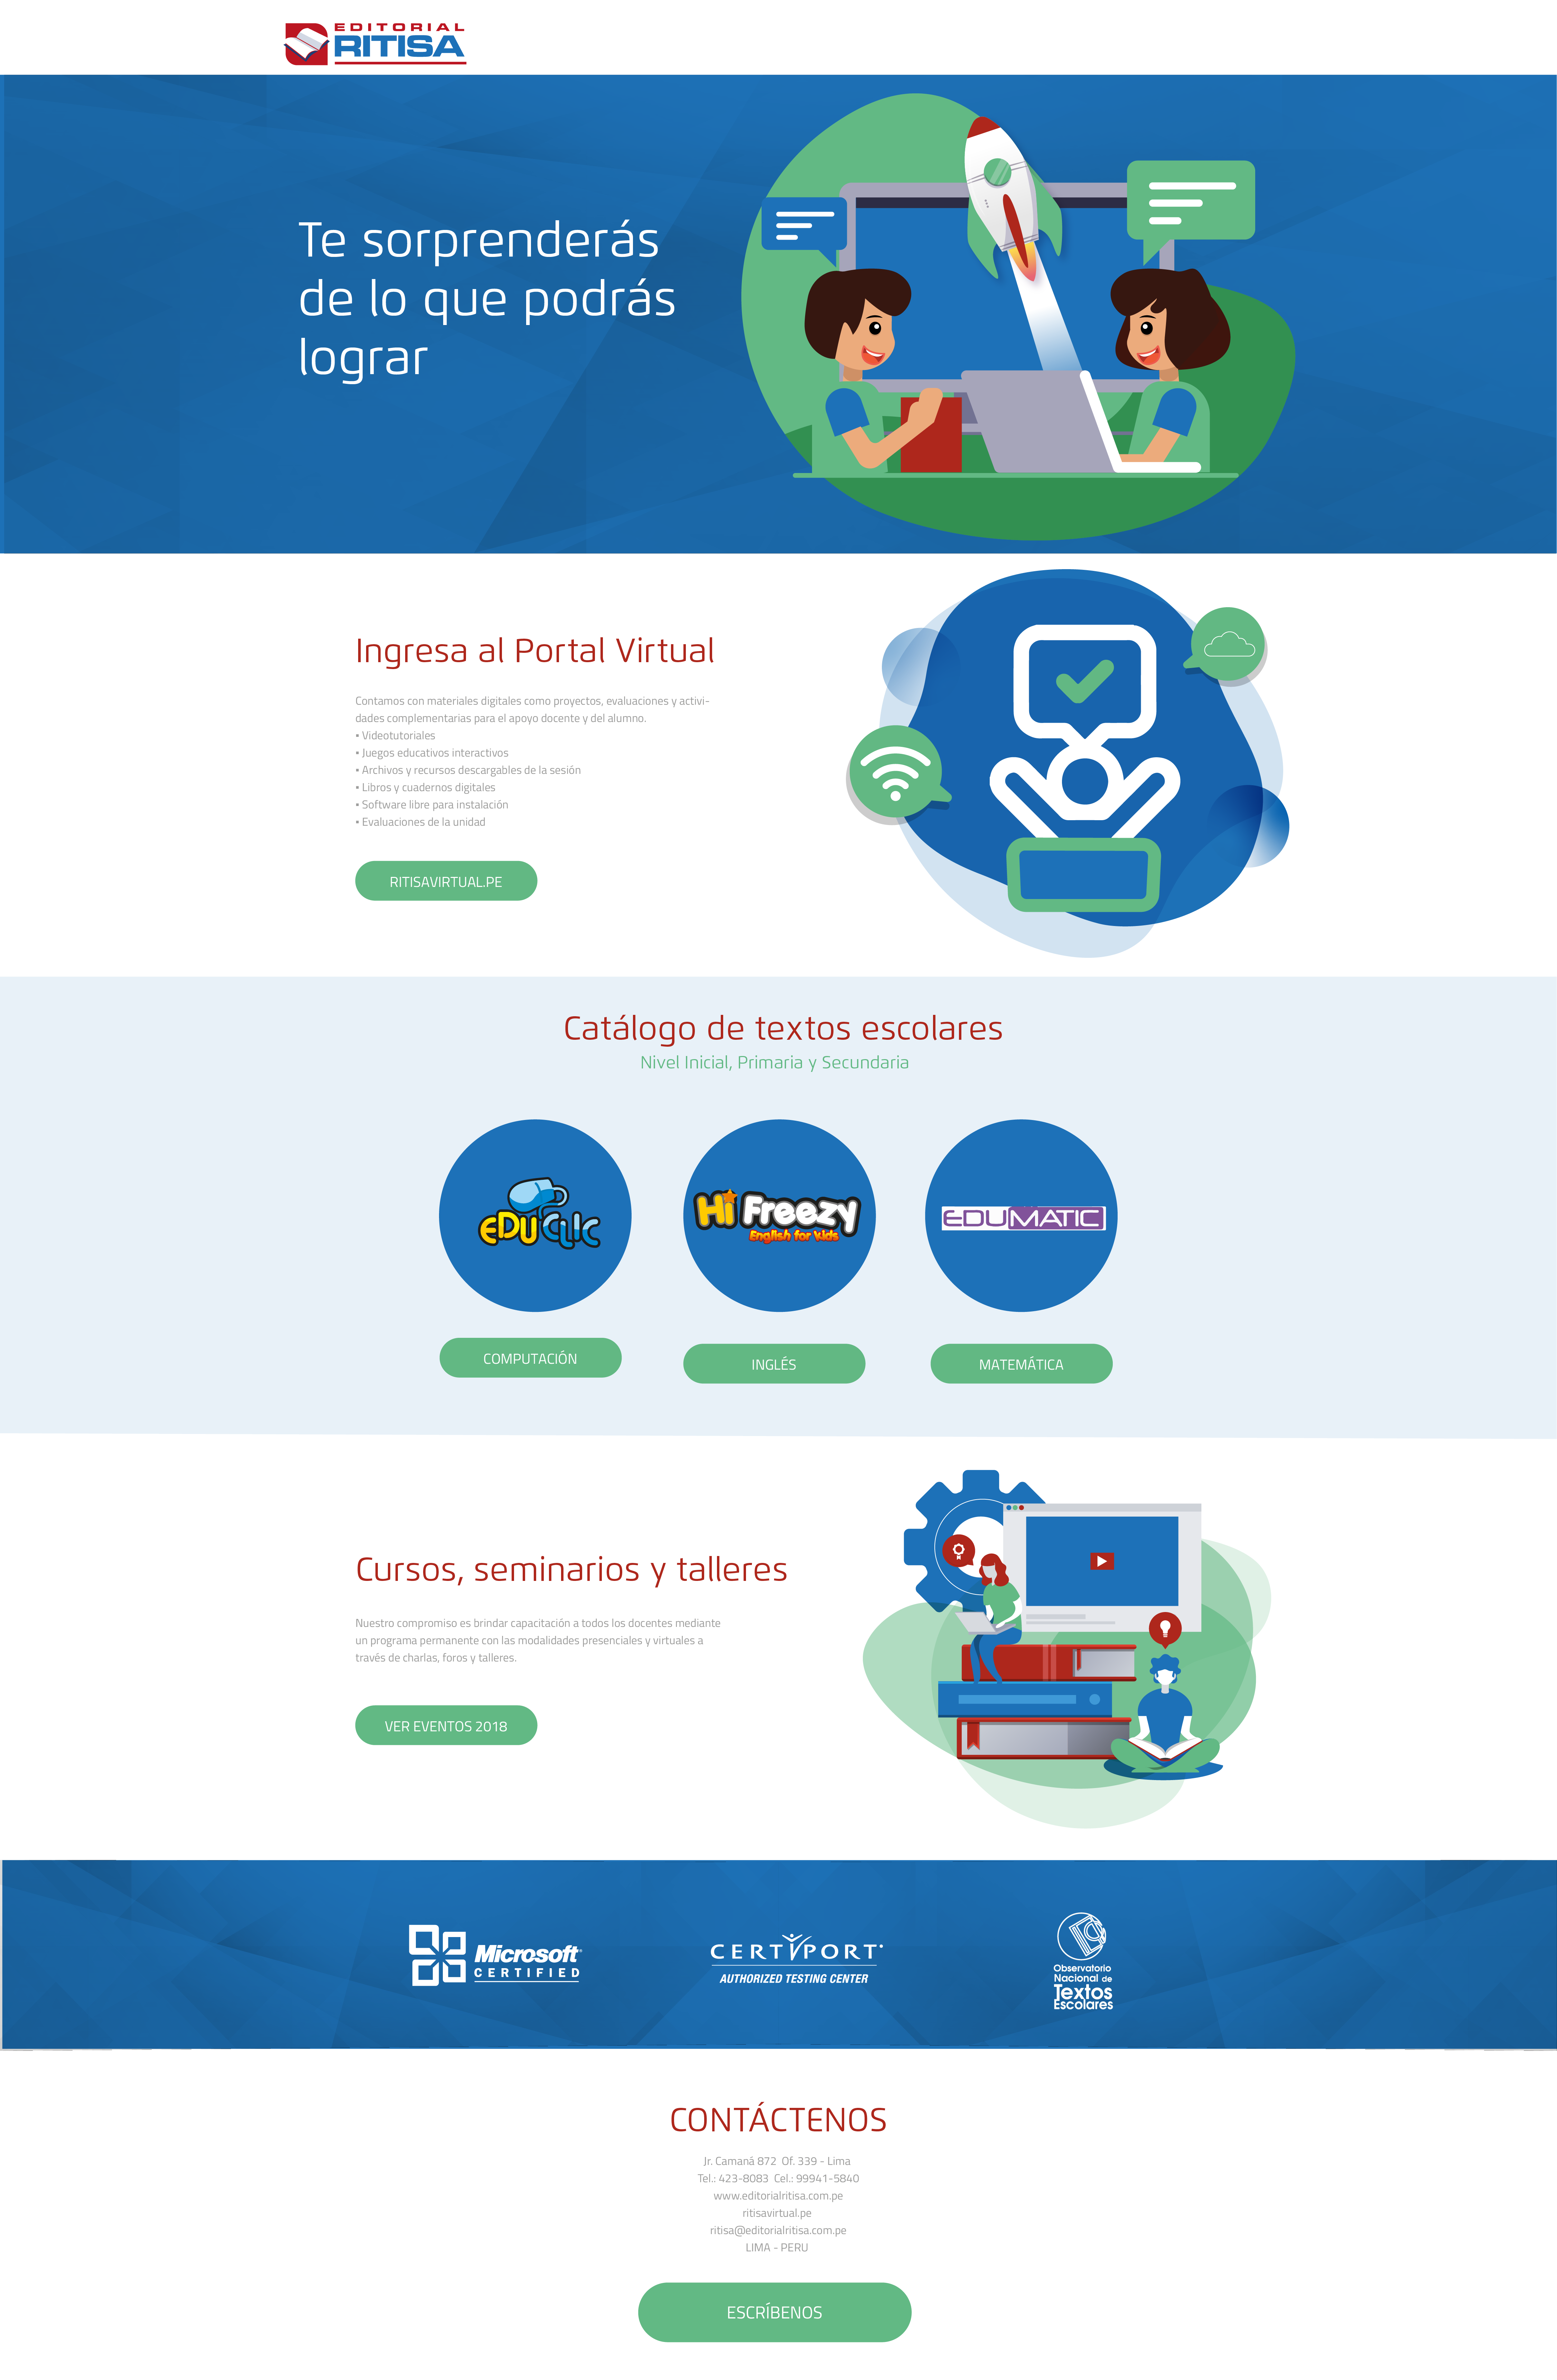 EDITORIAL
RITISA
Te sorprenderás
de lo que podrás
lograr
Ingresa al Portal Virtual
Contamos con materiales digitales como proyectos, evaluaciones y activi-
dades complementarias para el apoyo docente y del alumno.
• Videotutoriales
• Juegos educativos interactivos
• Archivos y recursos descargables de la sesión
• Libros y cuadernos digitales
• Software libre para instalación
• Evaluaciones de la unidad
RITISAVIRTUAL.PE
Catálogo de textos escolares
Nivel Inicial, Primaria y Secundaria
EDUCLIC
Hi Freezy
English for kids
EDUMATIC
COMPUTACIÓN
INGLÉS
MATEMÁTICA
Cursos, seminarios y talleres
Nuestro compromiso es brindar capacitación a todos los docentes mediante
un programa permanente con las modalidades presenciales y virtuales a
través de charlas, foros y talleres.
VER EVENTOS 2018
Microsoft
CERTIFIED
CERTIPORT
AUTHORIZED TESTING CENTER
Observatorio
Nacional de
Textos
Escolares
CONTÁCTENOS
Jr. Camaná 872 Of. 339 - Lima
Tel.: 423-8083 Cel.: 99941-5840
www.editorialritisa.com.pe
ritisavirtual.pe
ritisa@editorialritisa.com.pe
LIMA - PERU
ESCRÍBENOS